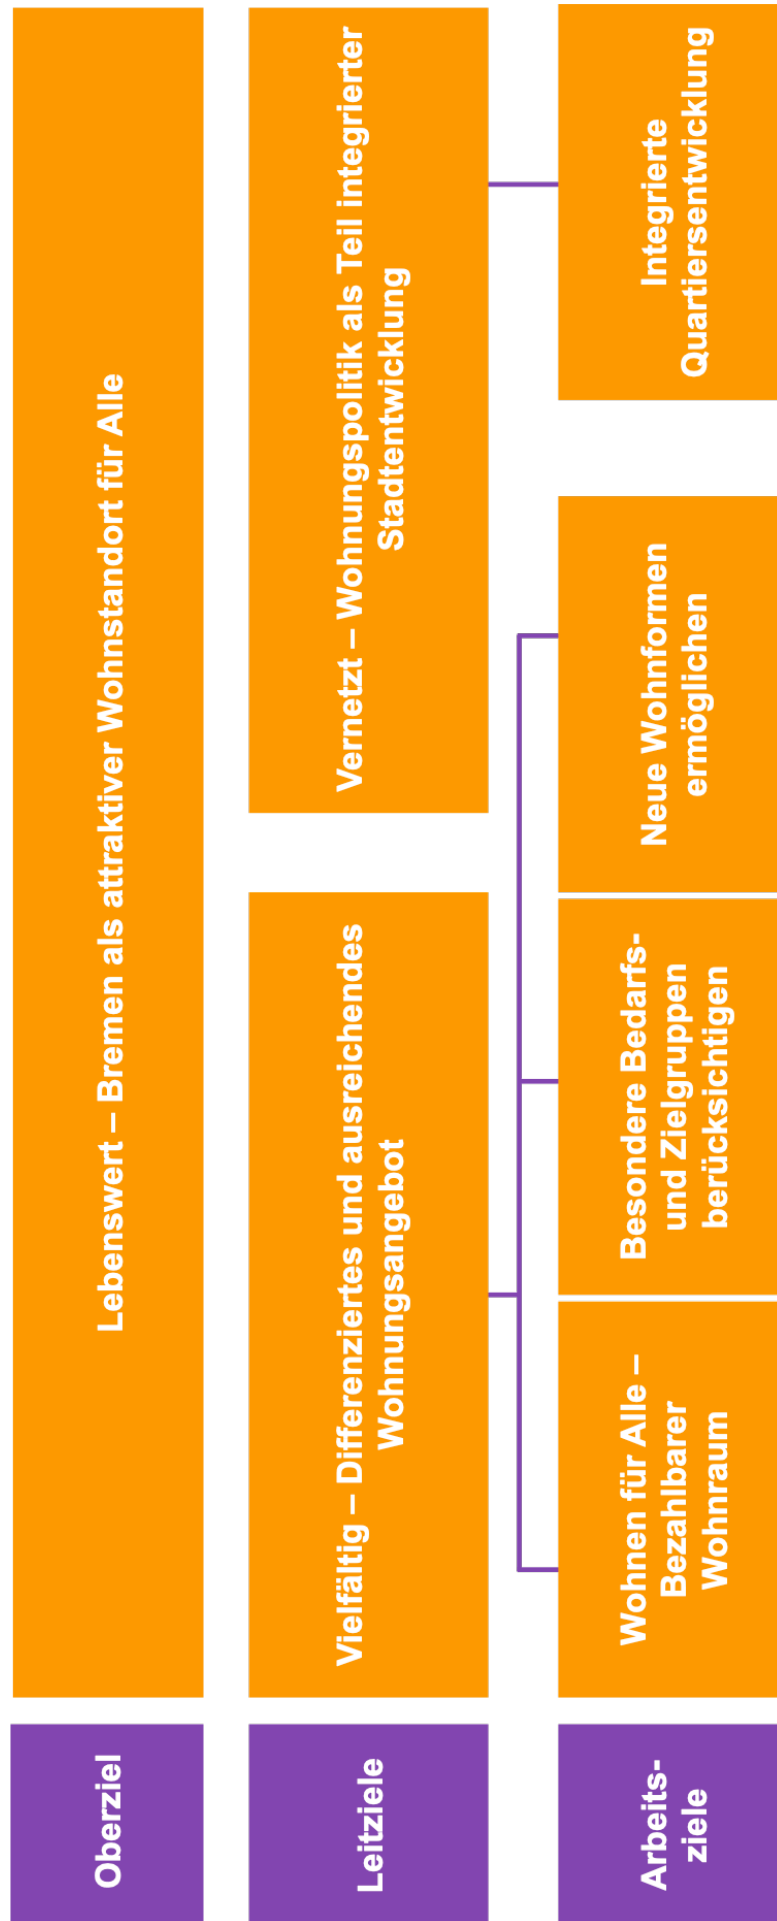 Oberziel
Lebenswert – Bremen als attraktiver Wohnstandort für Alle
Leitziele
Vielfältig – Differenziertes und ausreichendes
Wohnungsangebot
Vernetzt – Wohnungspolitik als Teil integrierter
Stadtentwicklung
Arbeits-
ziele
Wohnen für Alle –
Bezahlbarer
Wohnraum
Besondere Bedarfs-
und Zielgruppen
berücksichtigen
Neue Wohnformen
ermöglichen
Integrierte
Quartiersentwicklung